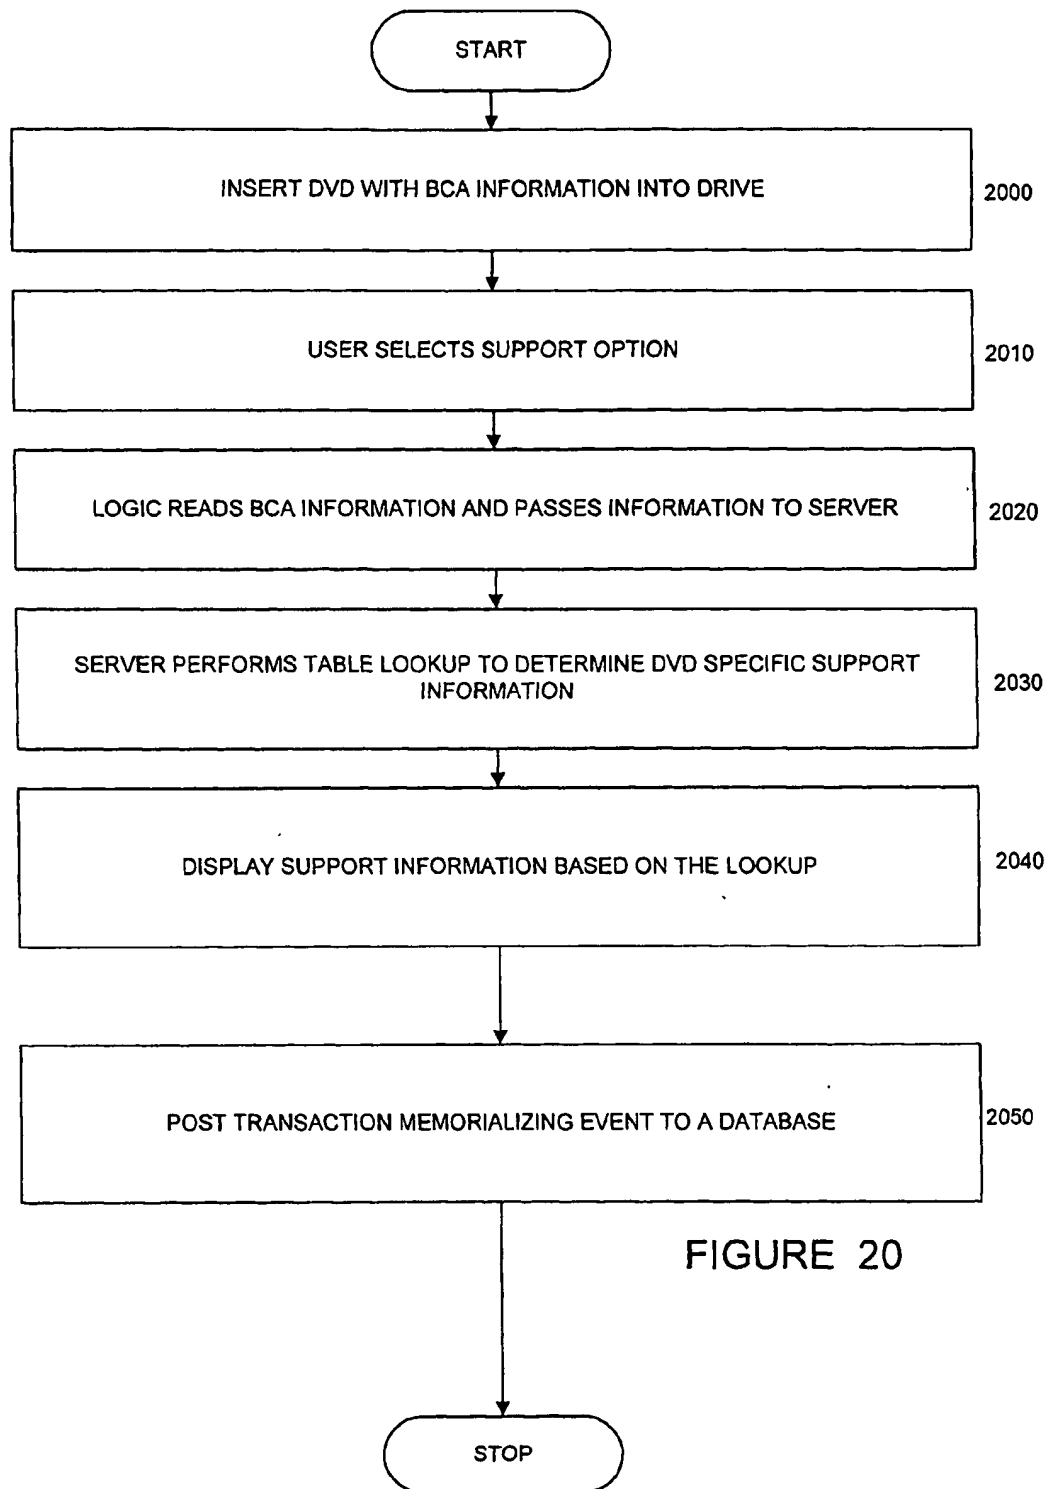 START
INSERT DVD WITH BCA INFORMATION INTO DRIVE
2000
USER SELECTS SUPPORT OPTION
2010
LOGIC READS BCA INFORMATION AND PASSES INFORMATION TO SERVER
2020
SERVER PERFORMS TABLE LOOKUP TO DETERMINE DVD SPECIFIC SUPPORT
INFORMATION
2030
DISPLAY SUPPORT INFORMATION BASED ON THE LOOKUP
2040
POST TRANSACTION MEMORIALIZING EVENT TO A DATABASE
2050
FIGURE 20
STOP